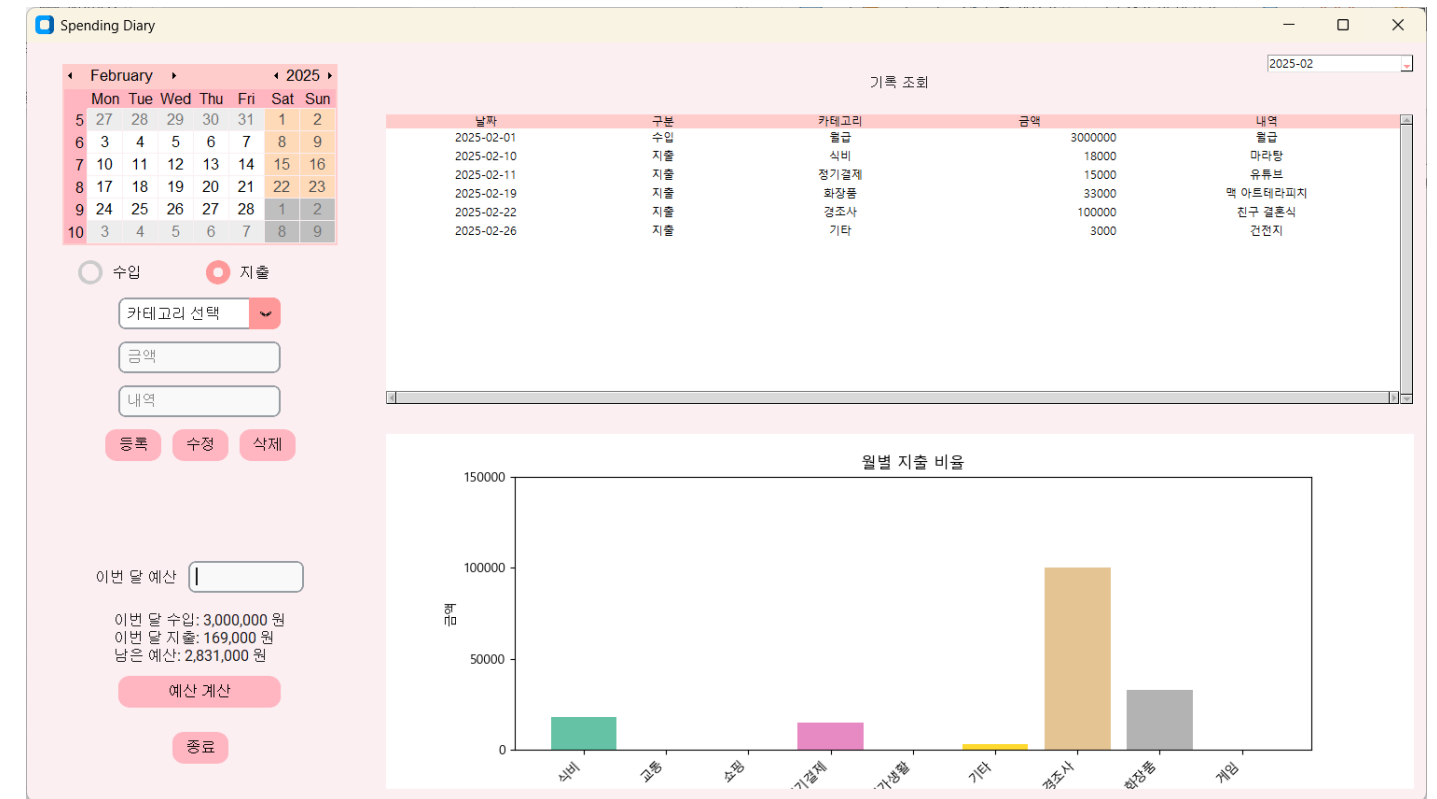 Spending Diary
February 2025
Mon Tue Wed Thu Fri Sat Sun
5 27 28 29 30 31 1 2
6 3 4 5 6 7 8 9
7 10 11 12 13 14 15 16
8 17 18 19 20 21 22 23
9 24 25 26 27 28 1 2
10 3 4 5 6 7 8 9
수입 지출
카테고리 선택
금액
내역
등록 수정 삭제
이번 달 예산
이번 달 수입: 3,000,000 원
이번 달 지출: 169,000 원
남은 예산: 2,831,000 원
예산 계산
종료
2025-02
기록 조회
날짜 구분 카테고리 금액 내역
2025-02-01 수입 월급 3000000 월급
2025-02-10 지출 식비 18000 마라탕
2025-02-11 지출 정기결제 15000 유튜브
2025-02-19 지출 화장품 33000 맥 아트테라피치
2025-02-22 지출 경조사 100000 친구 결혼식
2025-02-26 지출 기타 3000 건전지
월별 지출 비율
150000
100000
50000
0
금액
식비 교통 쇼핑 기결제 가생활 기타 경조사 화장품 게임